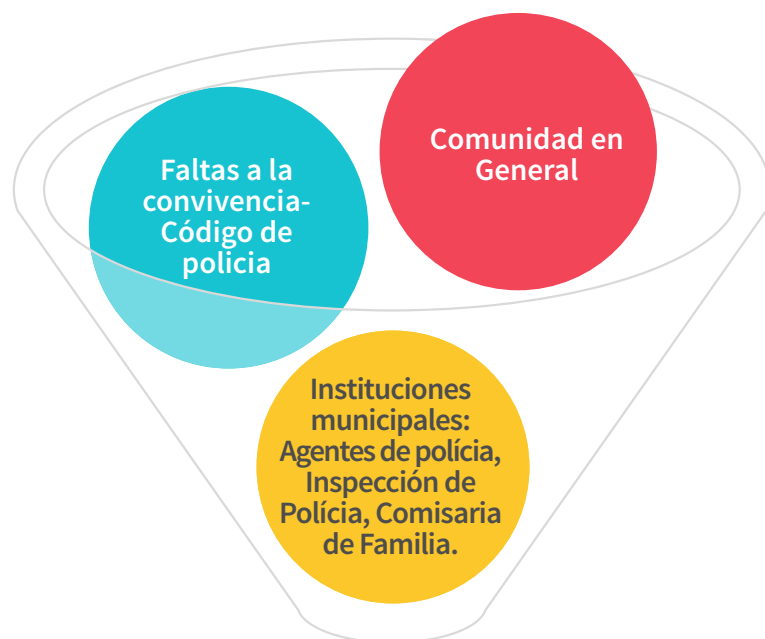 Faltas a la
convivencia-
Código de
policia
Comunidad en
General
Instituciones
municipales:
Agentes de polícia,
Inspección de
Polícia, Comisaria
de Familia.